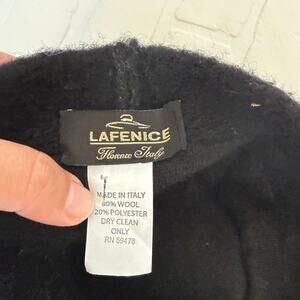 LAFENICE
Florence Italy
MADE IN ITALY
80% WOOL
20% POLYESTER
DRY CLEAN
ONLY
RN 59478